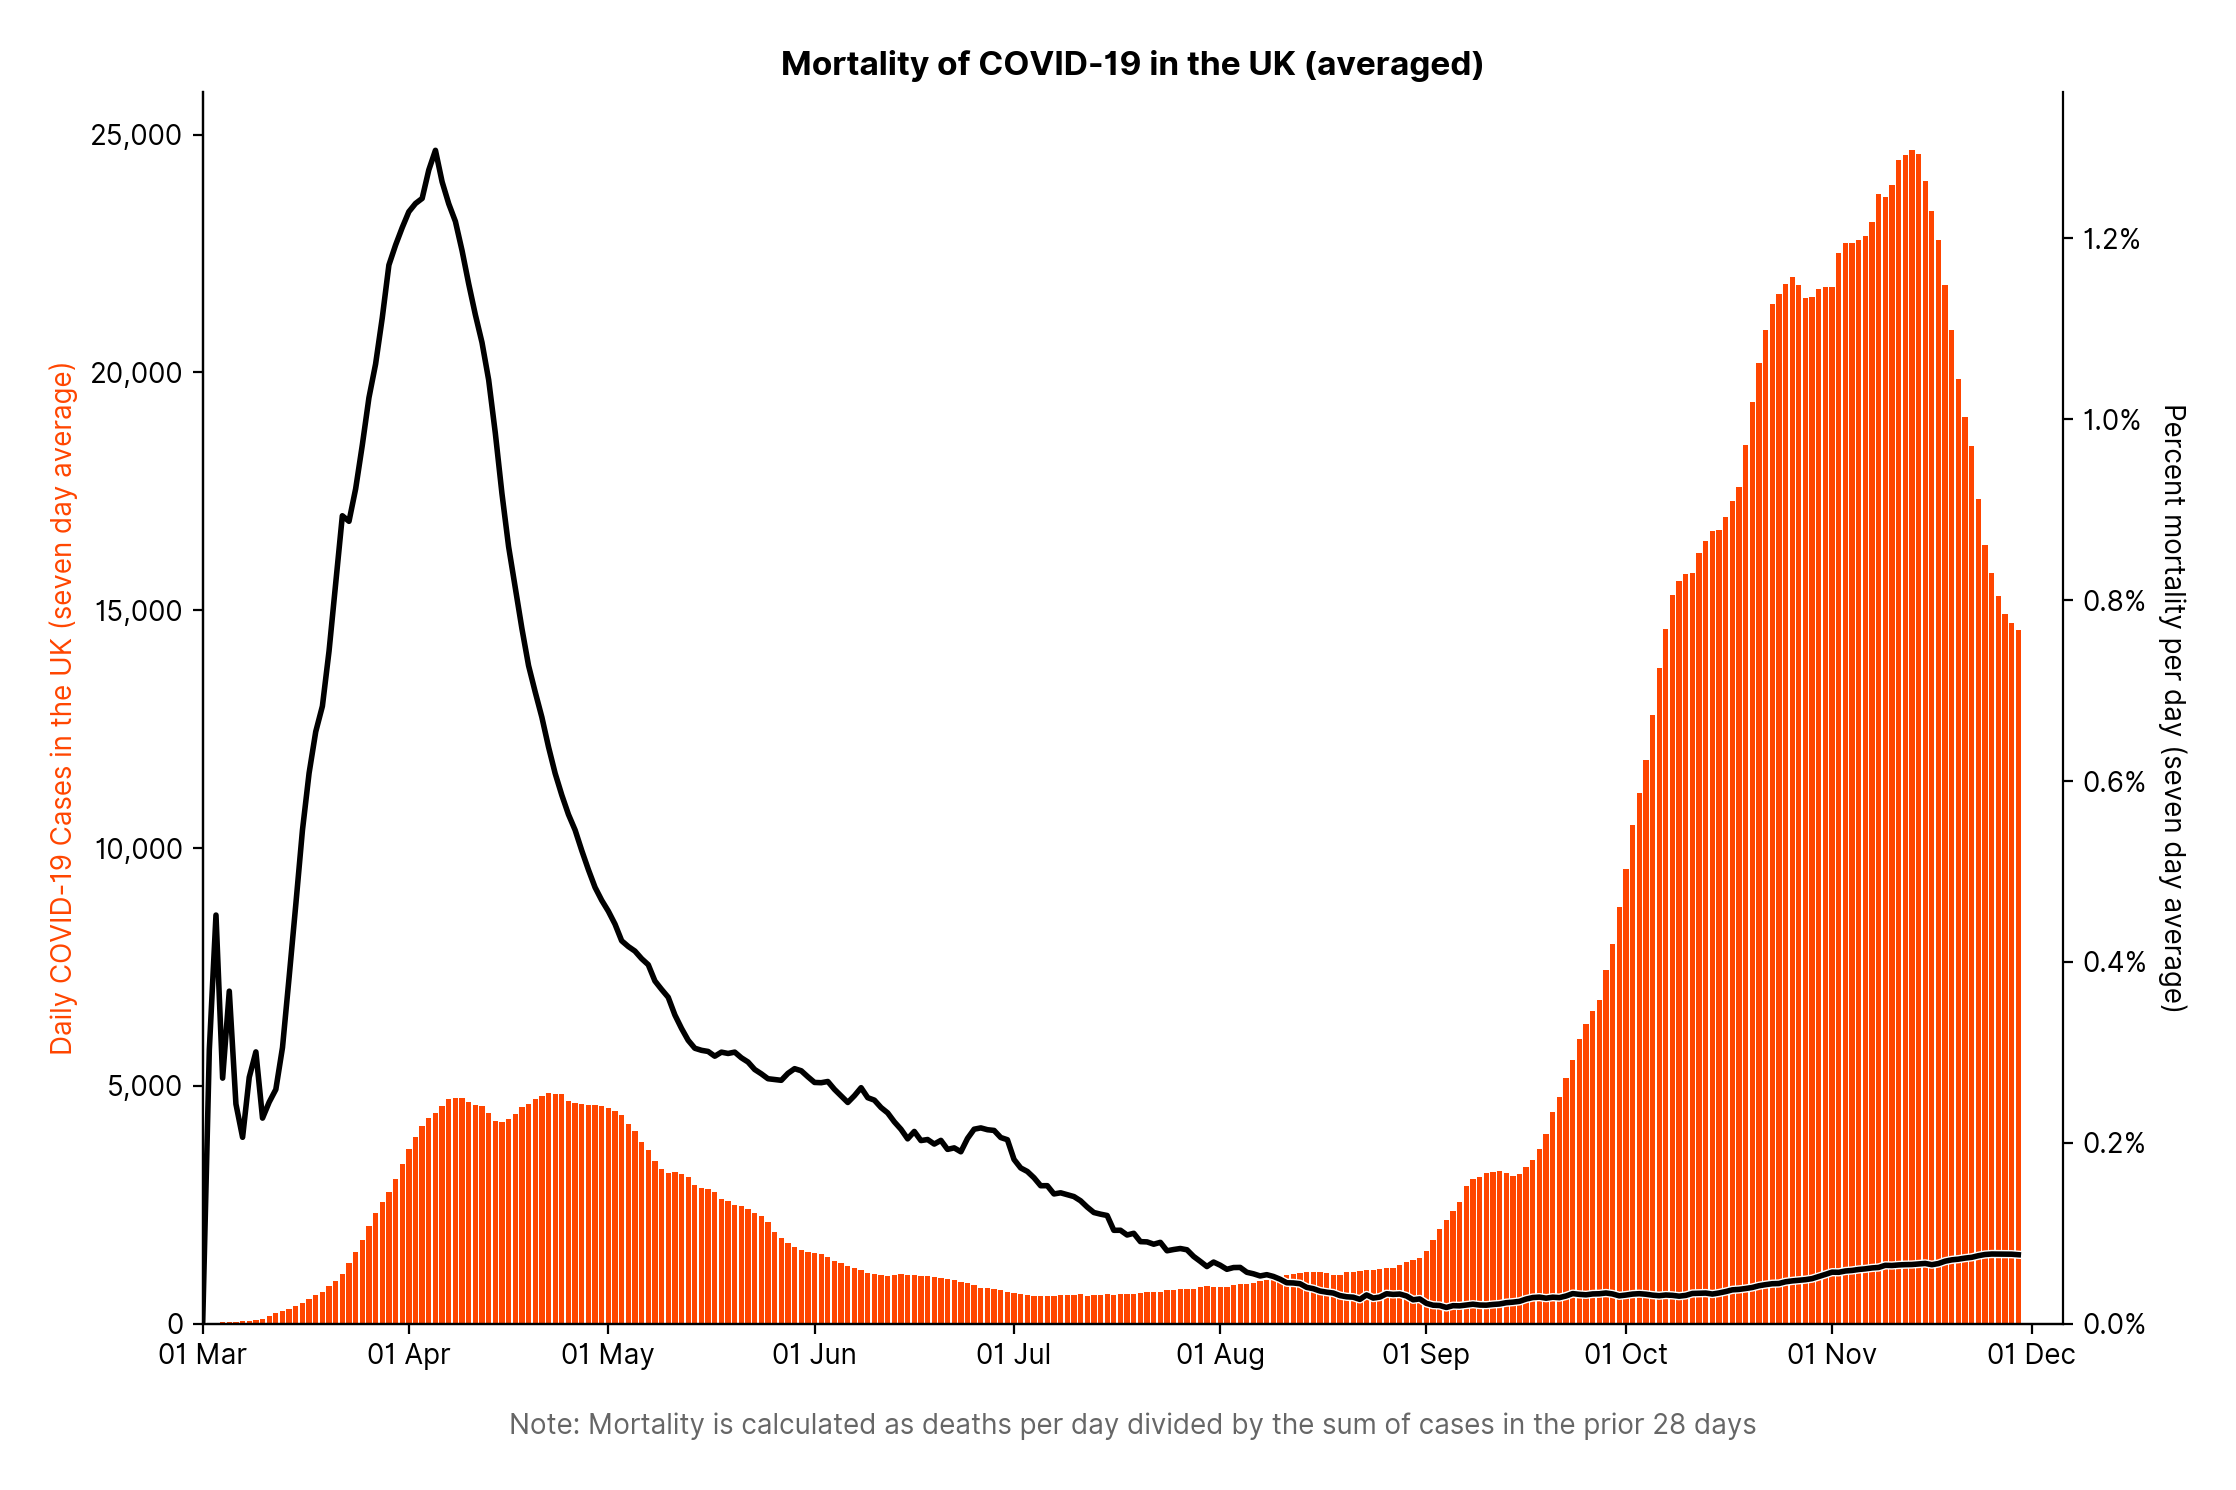 Mortality of COVID-19 in the UK (averaged)
Daily COVID-19 Cases in the UK (seven day average)
25,000
20,000
15,000
10,000
5,000
0
1.2%
1.0%
0.8%
0.6%
0.4%
0.2%
0.0%
Percent mortality per day (seven day average)
01 Mar 01 Apr 01 May 01 Jun 01 Jul 01 Aug 01 Sep 01 Oct 01 Nov 01 Dec
Note: Mortality is calculated as deaths per day divided by the sum of cases in the prior 28 days